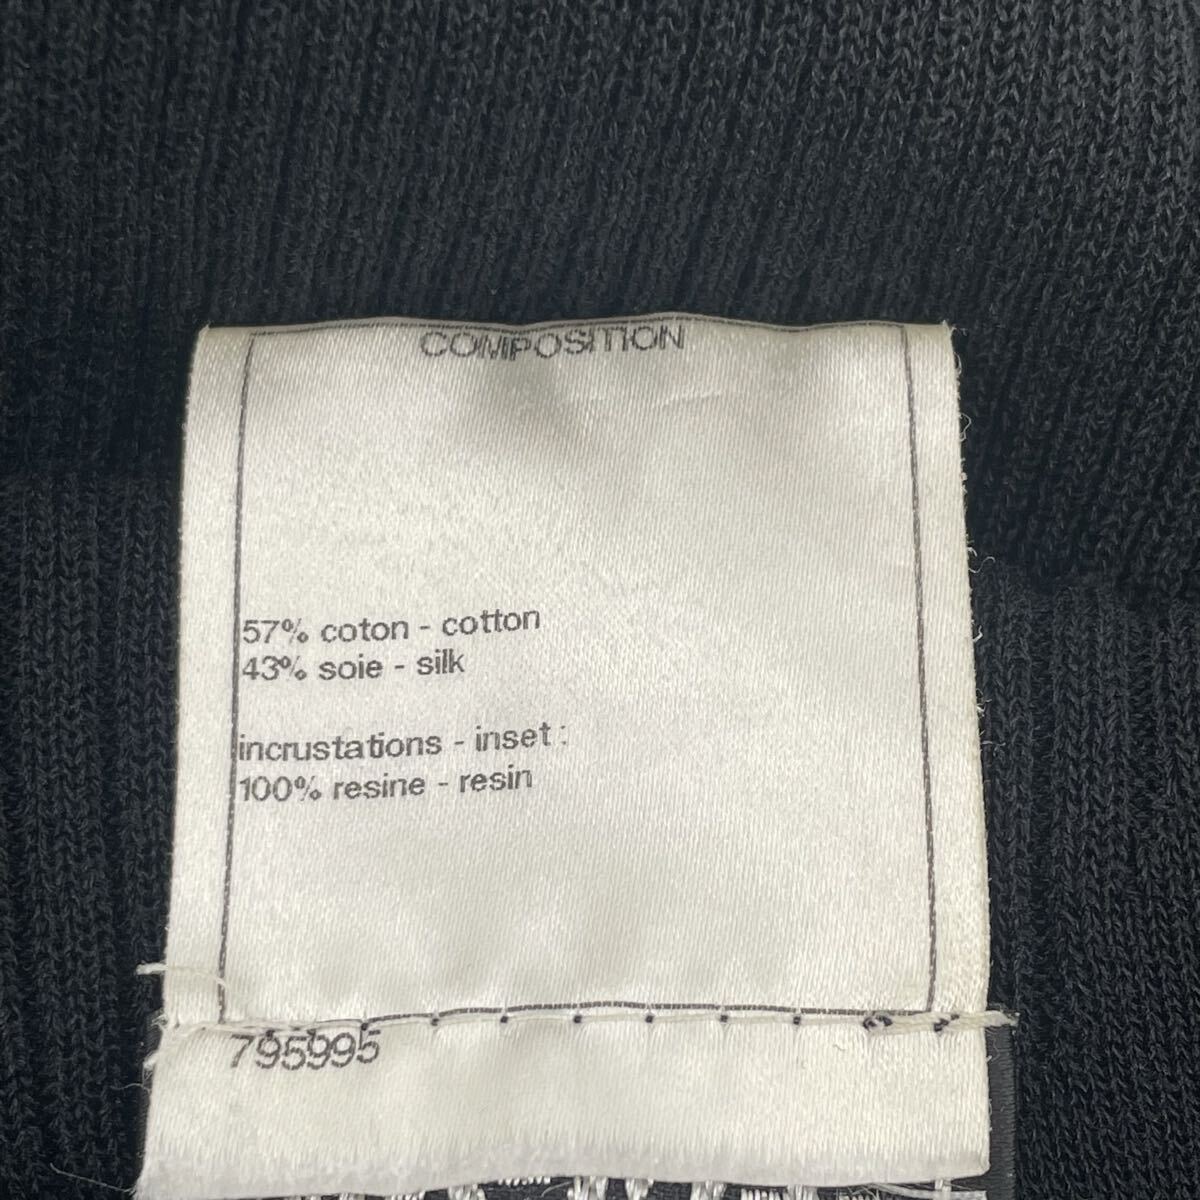 COMPOSITION
57% coton - cotton
43% soie - silk
incrustations - inset :
100% resine - resin
795995